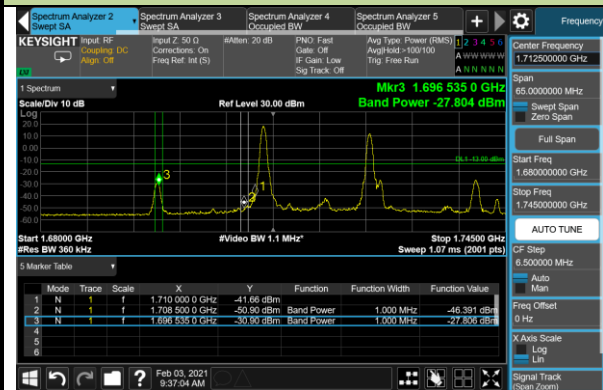 Spectrum Analyzer 2
Swept SA
Spectrum Analyzer 3
Swept SA
Spectrum Analyzer 4
Occupied BW
Spectrum Analyzer 5
Occupied BW
+
Frequency
KEYSIGHT
Input: RF
Coupling: DC
Align: Off
Input Z: 50 Ω
Corrections: On
Freq Ref: Int (S)
#Atten: 20 dB
PNO: Fast
Gate: Off
IF Gain: Low
Sig Track: Off
Avg Type: Power (RMS)
Avg|Hold:>100/100
Trig: Free Run
1 2 3 4 5 6
A W W W W W
A N N N N N
1 Spectrum
Scale/Div 10 dB
Log
Ref Level 30.00 dBm
Mkr3 1.696 535 0 GHz
Band Power -27.804 dBm
20.0
10.0
0.00
-10.0
-20.0
-30.0
-40.0
-50.0
-60.0
DL1 -13.00 dBm
3
1
Start 1.68000 GHz
#Res BW 360 kHz
#Video BW 1.1 MHz*
Stop 1.74500 GHz
Sweep 1.07 ms (2001 pts)
5 Marker Table
Mode Trace Scale X Y Function Function Width Function Value
1 N 1 f 1.710 000 0 GHz -41.66 dBm
2 N 1 f 1.708 500 0 GHz -50.90 dBm Band Power 1.000 MHz -46.391 dBm
3 N 1 f 1.696 535 0 GHz -30.90 dBm Band Power 1.000 MHz -27.806 dBm
4
5
6
Feb 03, 2021
9:37:04 AM
Center Frequency
1.712500000 GHz
Span
65.0000000 MHz
Swept Span
Zero Span
Full Span
Start Freq
1.680000000 GHz
Stop Freq
1.745000000 GHz
AUTO TUNE
CF Step
6.500000 MHz
Auto
Man
Freq Offset
0 Hz
X Axis Scale
Log
Lin
Signal Track
(Span Zoom)